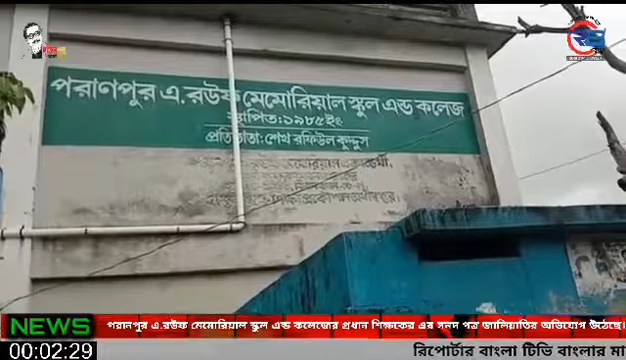 পরাণপুর এ.রউফ মেমোরিয়াল স্কুল এন্ড কলেজ
স্থাপিত:১৯৮৫ইং
প্রতিষ্ঠাতা:শেখ রফিউল কুদ্দুস
NEWS
পরানপুর এ.রউফ মেমোরিয়াল স্কুল এন্ড কলেজের প্রধান শিক্ষকের এর সনদ পত্র জালিয়াতির অভিযোগ উঠেছে
00:02:29
রিপোর্টার বাংলা টিভি বাংলার মা